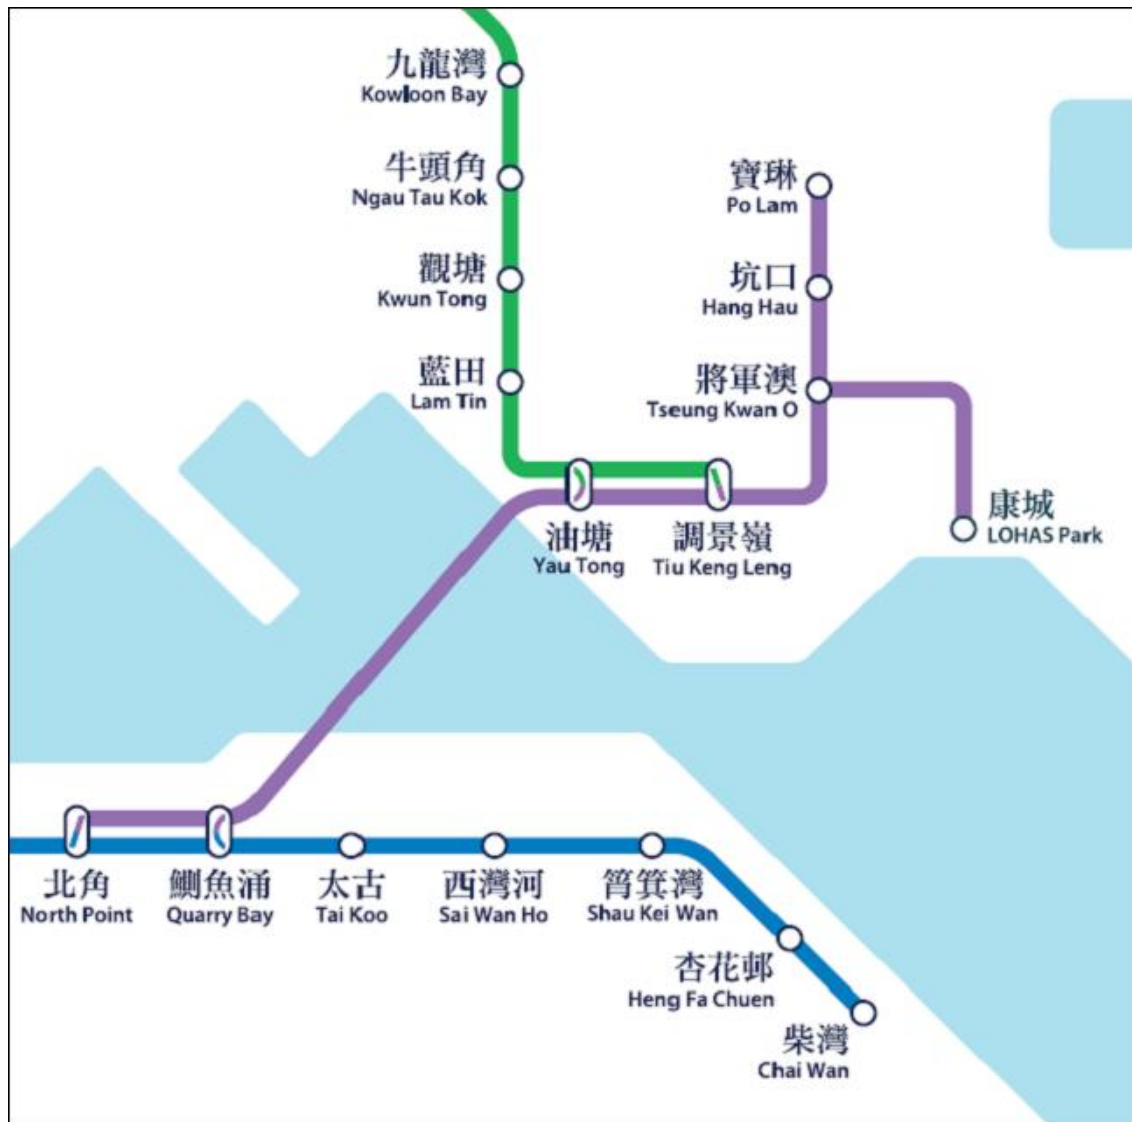 九龍灣
Kowloon Bay
牛頭角
Ngau Tau Kok
寶琳
Po Lam
觀塘
Kwun Tong
坑口
Hang Hau
藍田
Lam Tin
將軍澳
Tseung Kwan O
康城
LOHAS Park
油塘
Yau Tong
調景嶺
Tiu Keng Leng
北角
North Point
鰂魚涌
Quarry Bay
太古
Tai Koo
西灣河
Sai Wan Ho
筲箕灣
Shau Kei Wan
杏花邨
Heng Fa Chuen
柴灣
Chai Wan